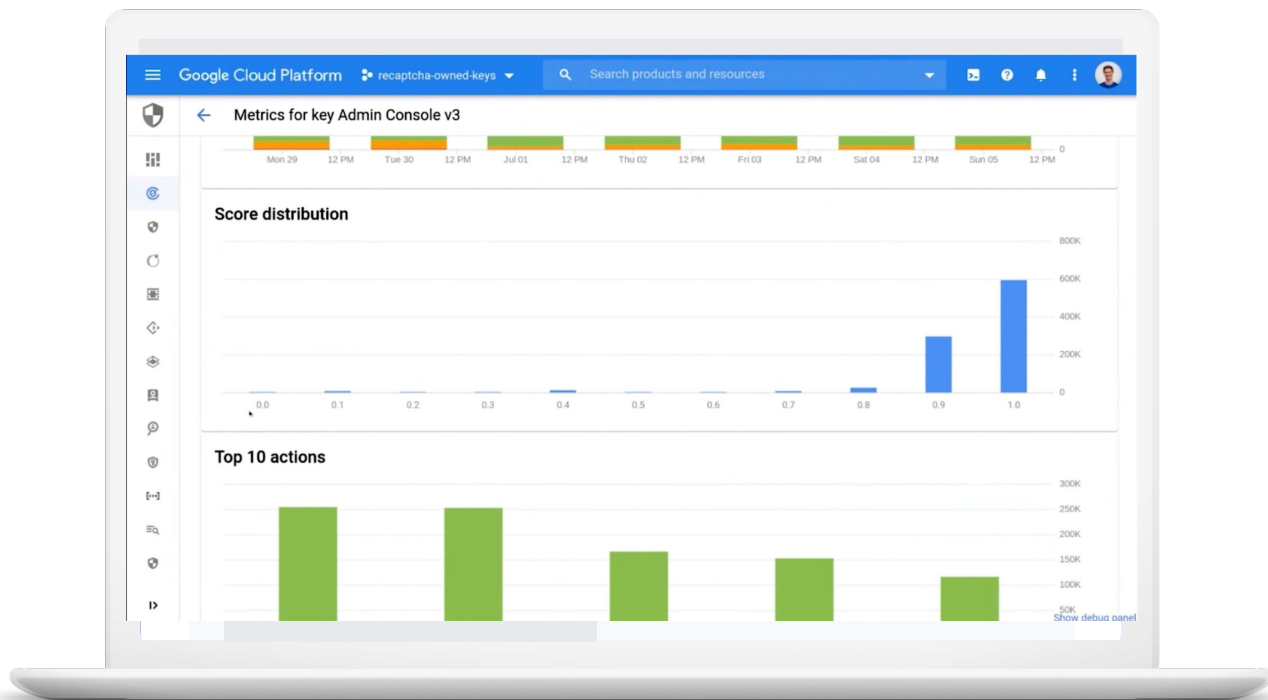 Google Cloud Platform recaptcha-owned-keys Search products and resources
Metrics for key Admin Console v3
0
Mon 29 12 PM Tue 30 12 PM Jul 01 12 PM Thu 02 12 PM Fri 03 12 PM Sat 04 12 PM Sun 05 12 PM
Score distribution
800K
600K
400K
200K
0
0.0 0.1 0.2 0.3 0.4 0.5 0.6 0.7 0.8 0.9 1.0
Top 10 actions
300K
250K
200K
150K
100K
50K
Show debug panel